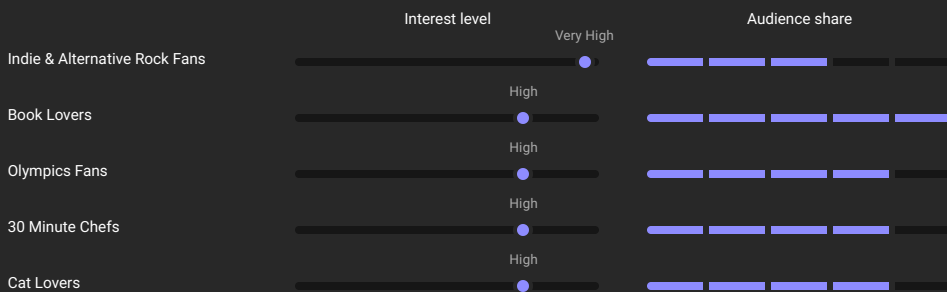 Interest level
Audience share
Very High
Indie & Alternative Rock Fans
High
Book Lovers
High
Olympics Fans
High
30 Minute Chefs
High
Cat Lovers